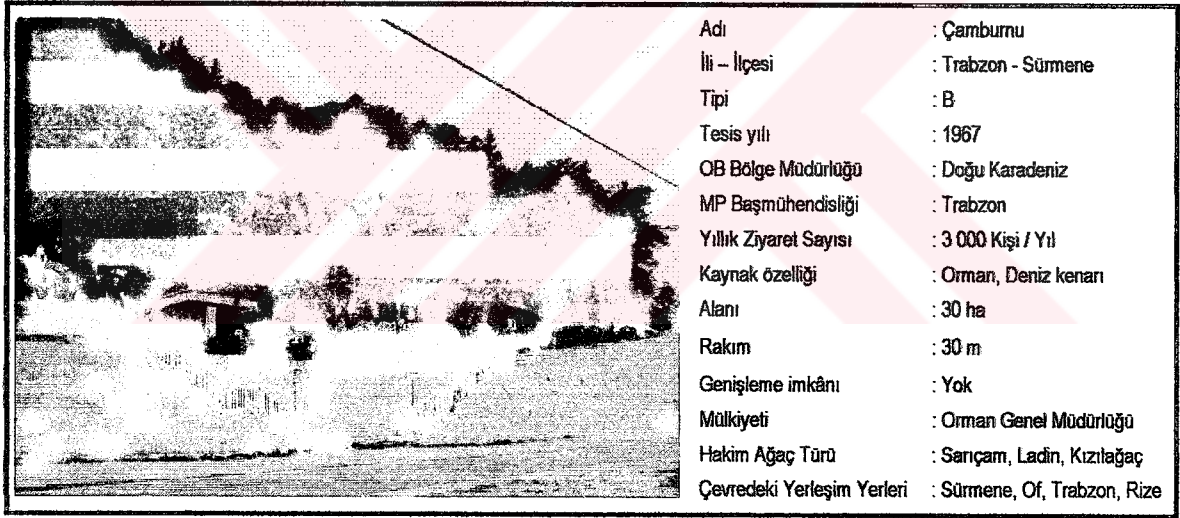 Adı : Çamburnu
İli – İlçesi : Trabzon - Sürmene
Tipi : B
Tesis yılı : 1967
OB Bölge Müdürlüğü : Doğu Karadeniz
MP Başmühendisliği : Trabzon
Yıllık Ziyaret Sayısı : 3 000 Kişi / Yıl
Kaynak özelliği : Orman, Deniz kenarı
Alanı : 30 ha
Rakım : 30 m
Genişleme imkânı : Yok
Mülkiyeti : Orman Genel Müdürlüğü
Hakim Ağaç Türü : Sarıçam, Ladin, Kızılağaç
Çevredeki Yerleşim Yerleri : Sürmene, Of, Trabzon, Rize